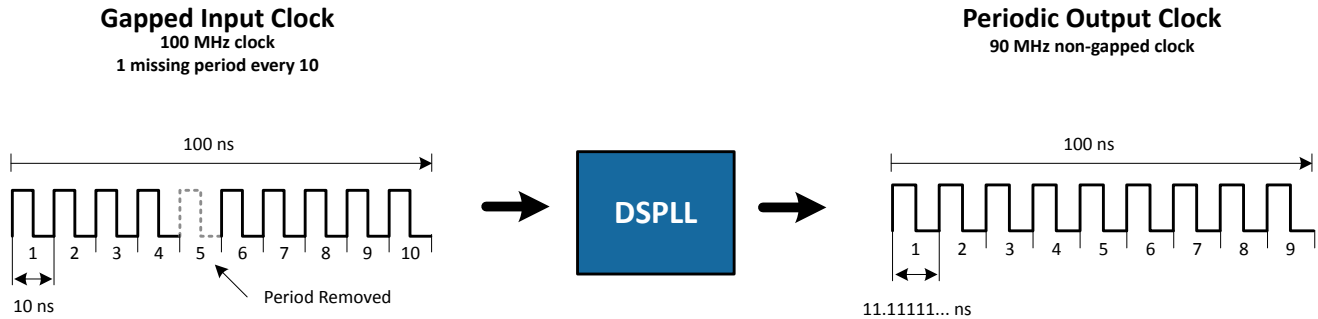 Gapped Input Clock
100 MHz clock
1 missing period every 10
Periodic Output Clock
90 MHz non-gapped clock
100 ns
100 ns
DSPLL
1 2 3 4 5 6 7 8 9 10
1 2 3 4 5 6 7 8 9
10 ns
Period Removed
11.11111... ns